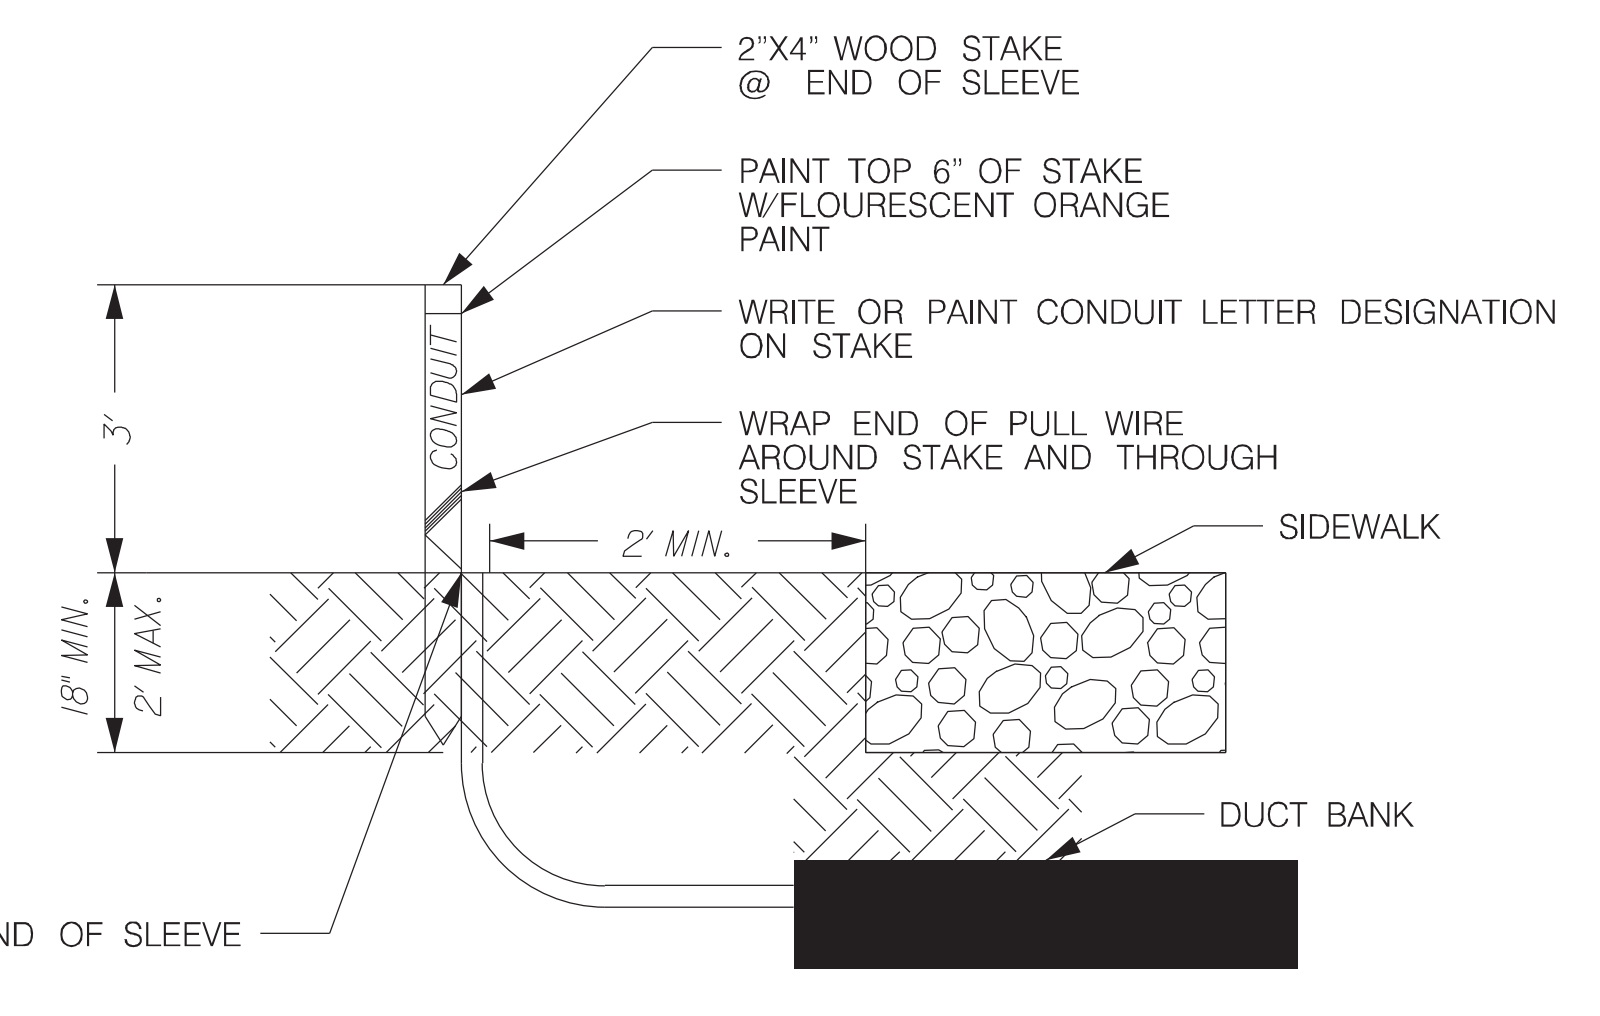 2"X4" WOOD STAKE
@ END OF SLEEVE
PAINT TOP 6" OF STAKE
W/FLOURESCENT ORANGE
PAINT
WRITE OR PAINT CONDUIT LETTER DESIGNATION
ON STAKE
CONDUIT
3'
WRAP END OF PULL WIRE
AROUND STAKE AND THROUGH
SLEEVE
SIDEWALK
2' MIN.
18" MIN.
2' MAX.
DUCT BANK
OF SLEEVE